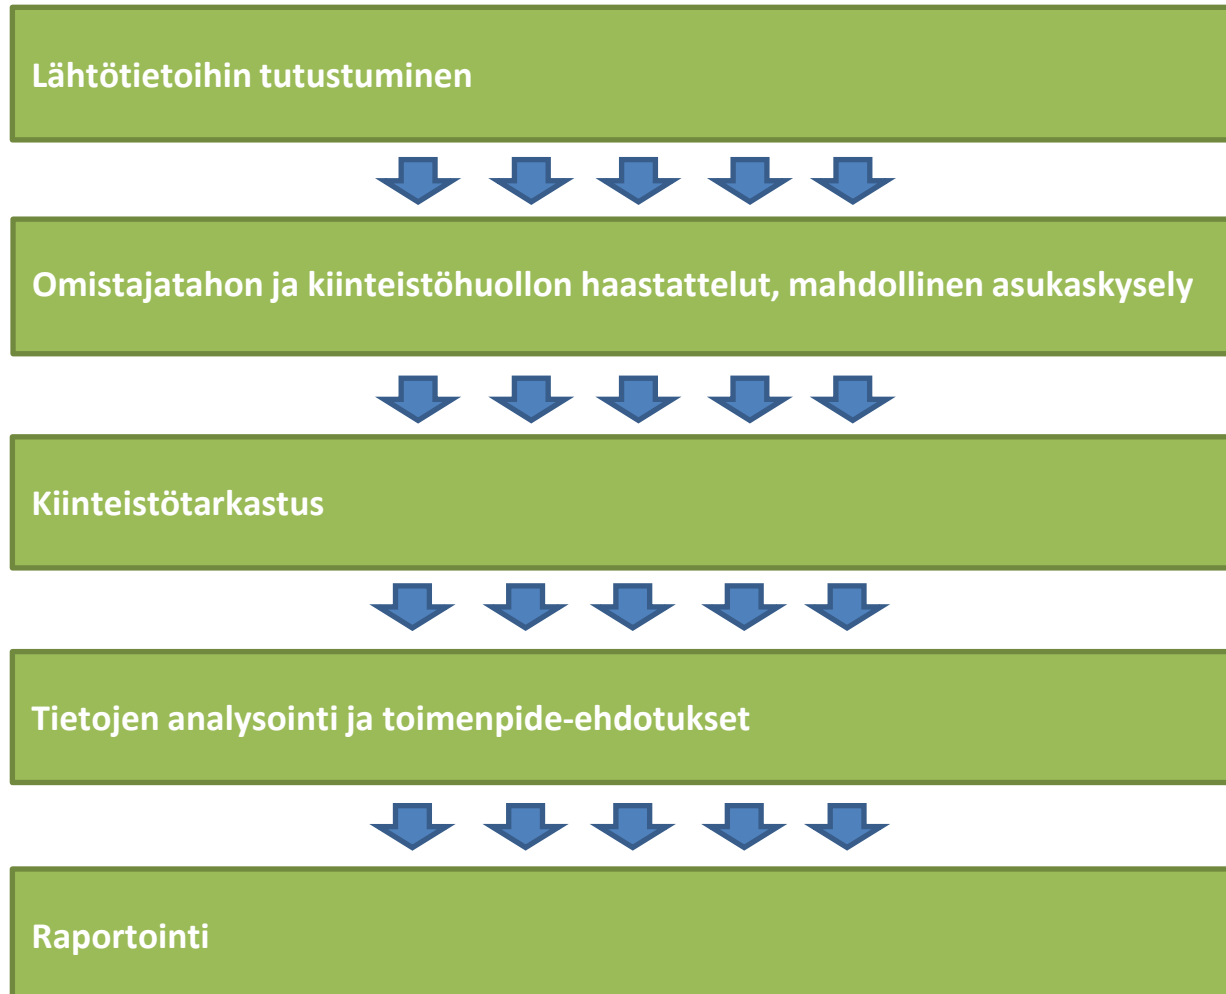 Lähtötietoihin tutustuminen
Omistajatahon ja kiinteistöhuollon haastattelut, mahdollinen asukaskysely
Kiinteistötarkastus
Tietojen analysointi ja toimenpide-ehdotukset
Raportointi